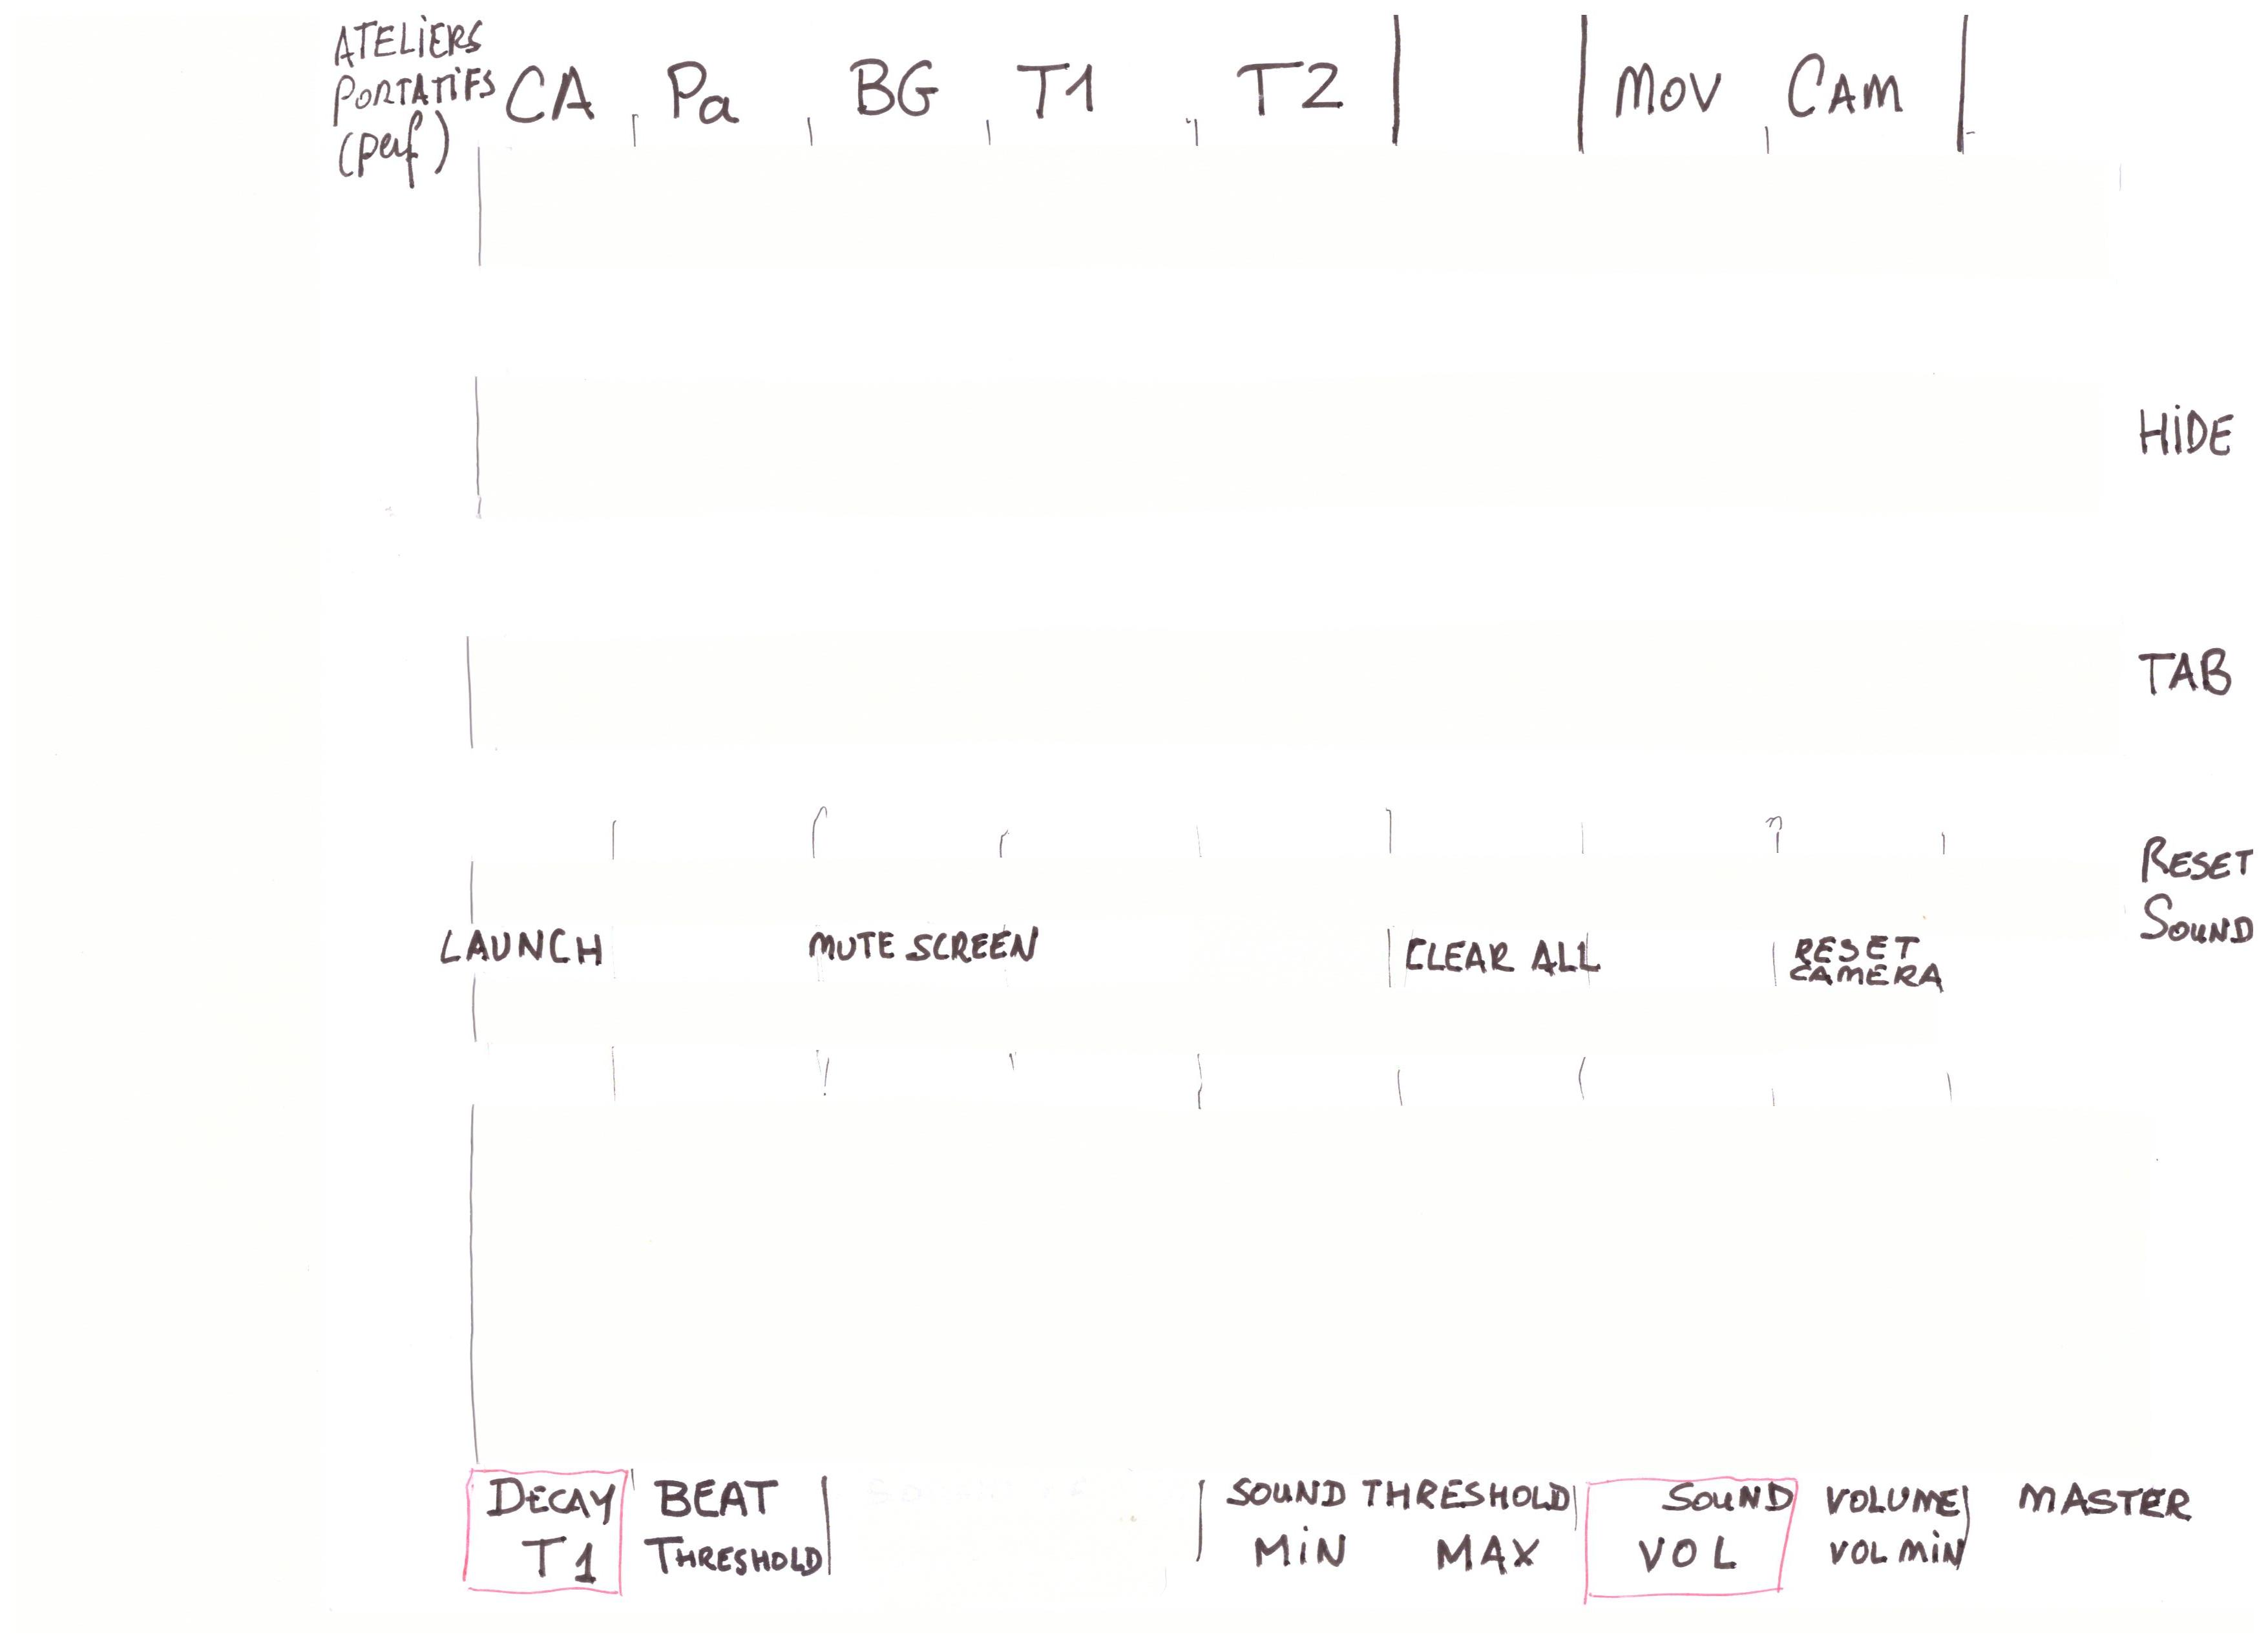 ATELIERS
PORTATIFS
(perf)
CA Pa BG T1 T2 MOV CAM
HIDE
TAB
RESET
SOUND
LAUNCH MUTE SCREEN CLEAR ALL RESET
CAMERA
DECAY BEAT SOUND THRESHOLD SOUND VOLUME MASTER
T1 THRESHOLD MIN MAX VOL VOL MIN